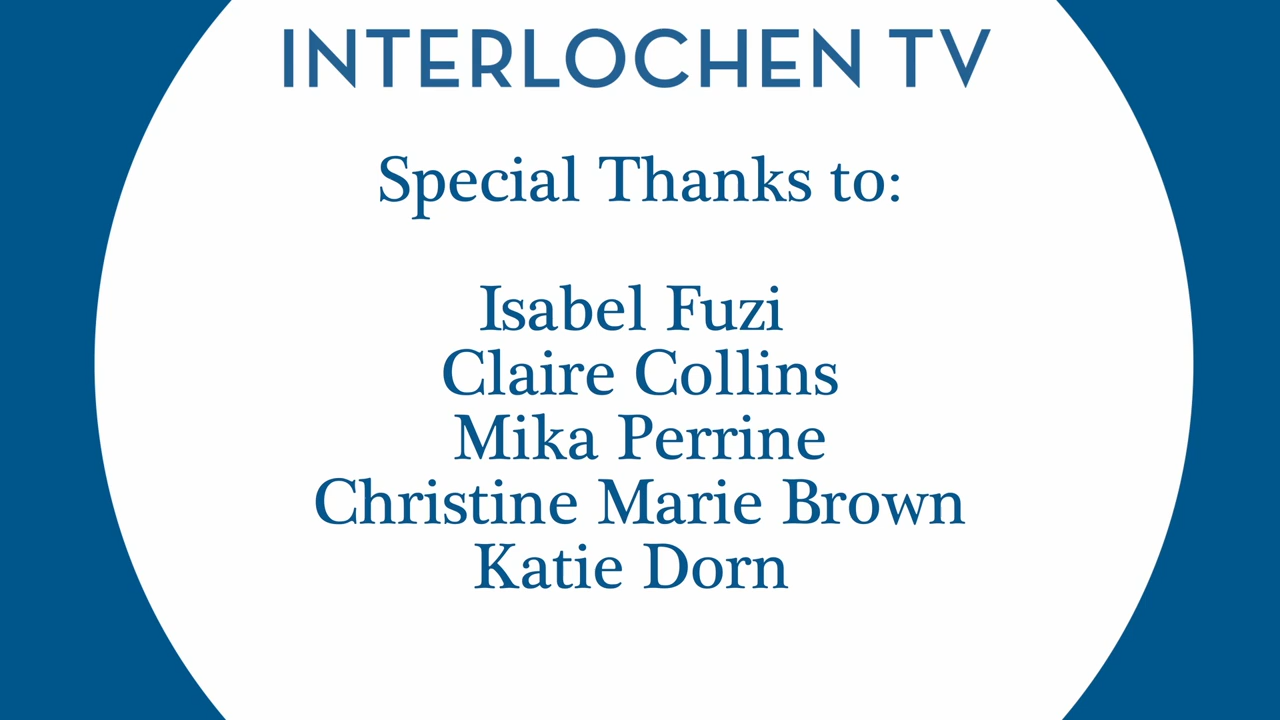 INTERLOCHEN TV
Special Thanks to:
Isabel Fuzi
Claire Collins
Mika Perrine
Christine Marie Brown
Katie Dorn